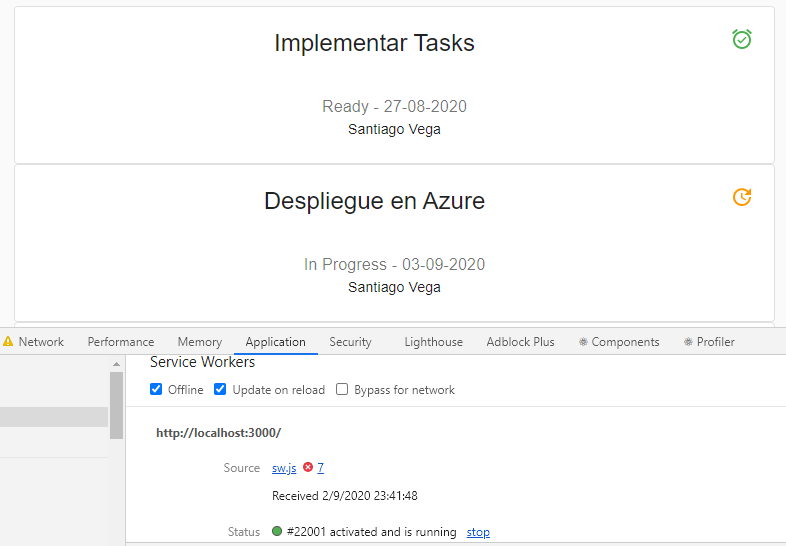 Implementar Tasks
Ready - 27-08-2020
Santiago Vega
Despliegue en Azure
In Progress - 03-09-2020
Santiago Vega
Network Performance Memory Application Security Lighthouse Adblock Plus Components Profiler
Service Workers
Offline Update on reload Bypass for network
http://localhost:3000/
Source sw.js 7
Received 2/9/2020 23:41:48
Status #22001 activated and is running stop